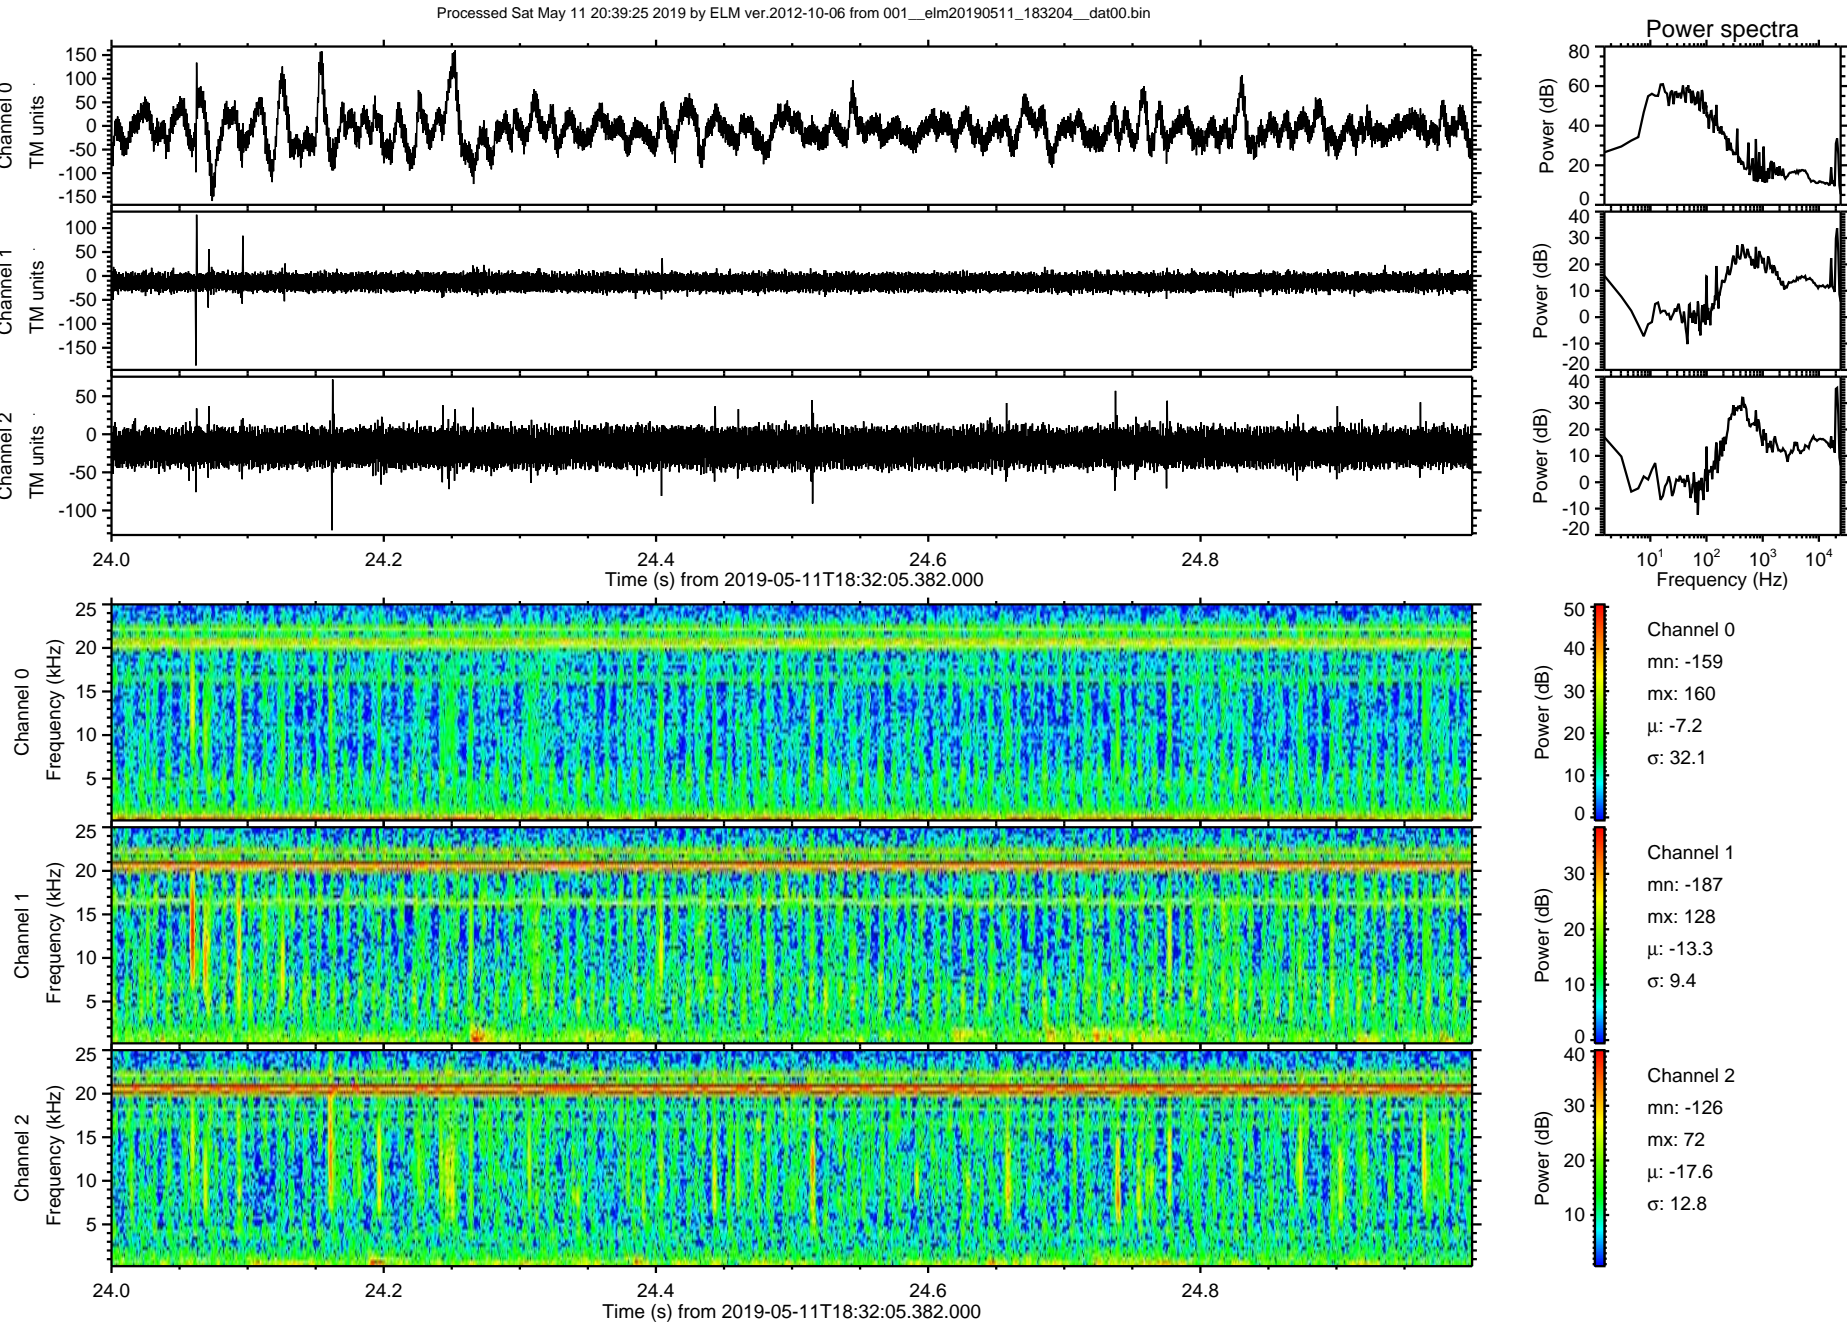 Processed Sat May 11 20:39:25 2019 by ELM ver.2012-10-06 from 001__elm20190511_183204__dat00.bin
Power spectra
Channel 0
TM units
150
100
50
0
-50
-100
-150
Power (dB)
80
60
40
20
0
Channel 1
TM units
100
50
0
-50
-100
-150
Power (dB)
40
30
20
10
0
-10
-20
Channel 2
TM units
50
0
-50
-100
Power (dB)
40
30
20
10
0
-10
-20
24.0 24.2 24.4 24.6 24.8
Time (s) from 2019-05-11T18:32:05.382.000
10¹ 10² 10³ 10⁴
Frequency (Hz)
Channel 0
Frequency (kHz)
25
20
15
10
5
Power (dB)
50
40
30
20
10
0
Channel 0
mn: -159
mx: 160
μ: -7.2
σ: 32.1
Channel 1
Frequency (kHz)
25
20
15
10
5
Power (dB)
30
20
10
0
Channel 1
mn: -187
mx: 128
μ: -13.3
σ: 9.4
Channel 2
Frequency (kHz)
25
20
15
10
5
Power (dB)
40
30
20
10
Channel 2
mn: -126
mx: 72
μ: -17.6
σ: 12.8
24.0 24.2 24.4 24.6 24.8
Time (s) from 2019-05-11T18:32:05.382.000